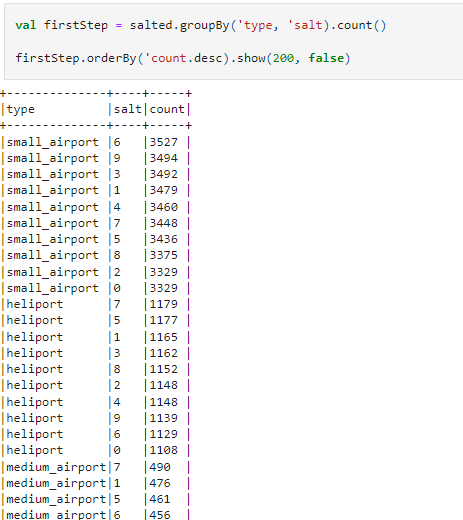 val firstStep = salted.groupBy('type, 'salt).count()
firstStep.orderBy('count.desc).show(200, false)
+--------------+----+-----+
|type          |salt|count|
+--------------+----+-----+
|small_airport |6   |3527 |
|small_airport |9   |3494 |
|small_airport |3   |3492 |
|small_airport |1   |3479 |
|small_airport |4   |3460 |
|small_airport |7   |3448 |
|small_airport |5   |3436 |
|small_airport |8   |3375 |
|small_airport |2   |3329 |
|small_airport |0   |3329 |
|heliport      |7   |1179 |
|heliport      |5   |1177 |
|heliport      |1   |1165 |
|heliport      |3   |1162 |
|heliport      |8   |1152 |
|heliport      |2   |1148 |
|heliport      |4   |1148 |
|heliport      |9   |1139 |
|heliport      |6   |1129 |
|heliport      |0   |1108 |
|medium_airport|7   |490  |
|medium_airport|1   |476  |
|medium_airport|5   |461  |
|medium_airport|6   |456  |